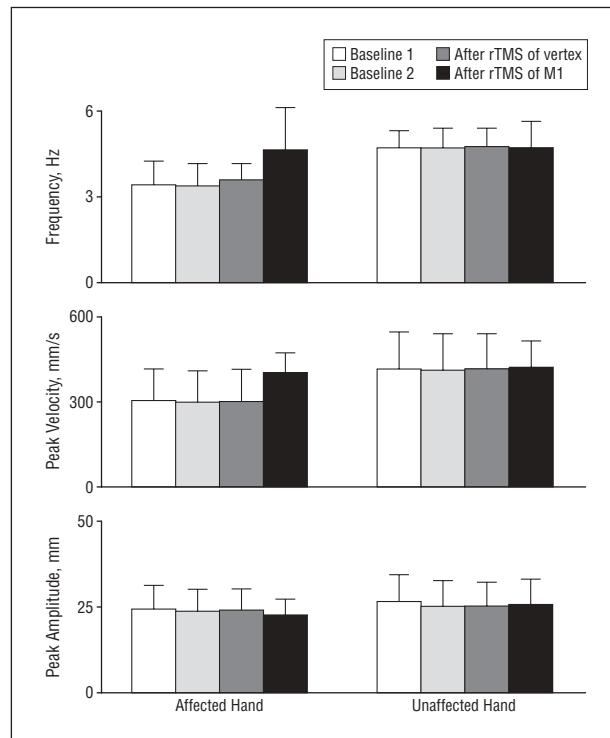 Baseline 1
After rTMS of vertex
Baseline 2
After rTMS of M1
6
3
0
Frequency, Hz
600
300
0
Peak Velocity, mm/s
50
25
0
Peak Amplitude, mm
Affected Hand
Unaffected Hand